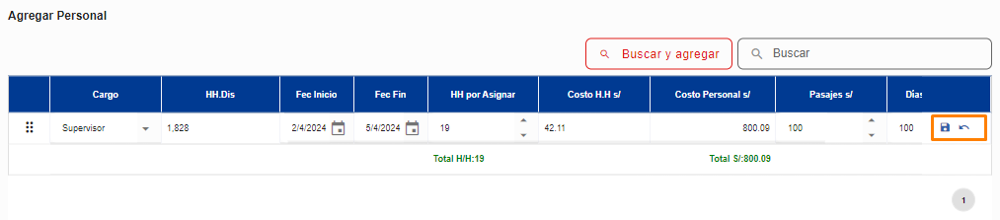 Agregar Personal
Buscar y agregar Buscar
Cargo HH.Dis Fec Inicio Fec Fin HH por Asignar Costo H.H s/ Costo Personal s/ Pasajes s/ Días
Supervisor 1,828 2/4/2024 5/4/2024 19 42.11 800.09 100 100
Total H/H:19 Total S/:800.09
1